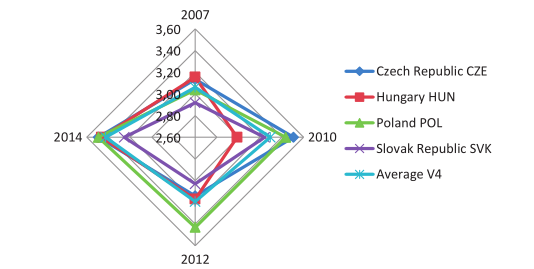 2007
3,60
3,40
3,20
3,00
2,80
2,60
2010
2012
2014
Czech Republic CZE
Hungary HUN
Poland POL
Slovak Republic SVK
Average V4